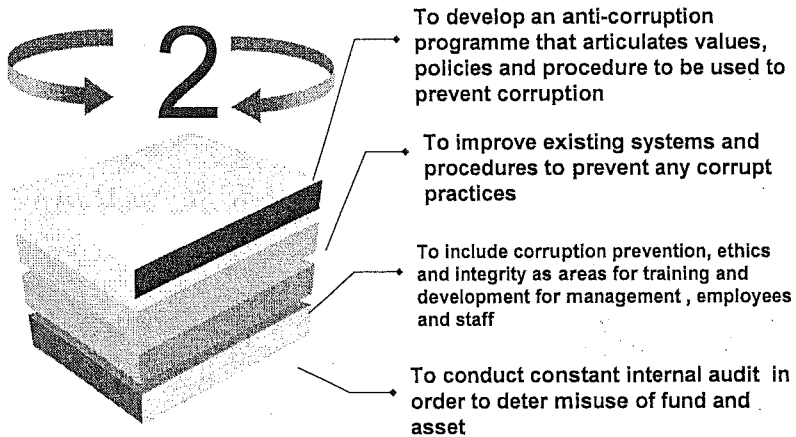 2
To develop an anti-corruption
programme that articulates values,
policies and procedure to be used to
prevent corruption
To improve existing systems and
procedures to prevent any corrupt
practices
To include corruption prevention, ethics
and integrity as areas for training and
development for management , employees
and staff
To conduct constant internal audit in
order to deter misuse of fund and
asset